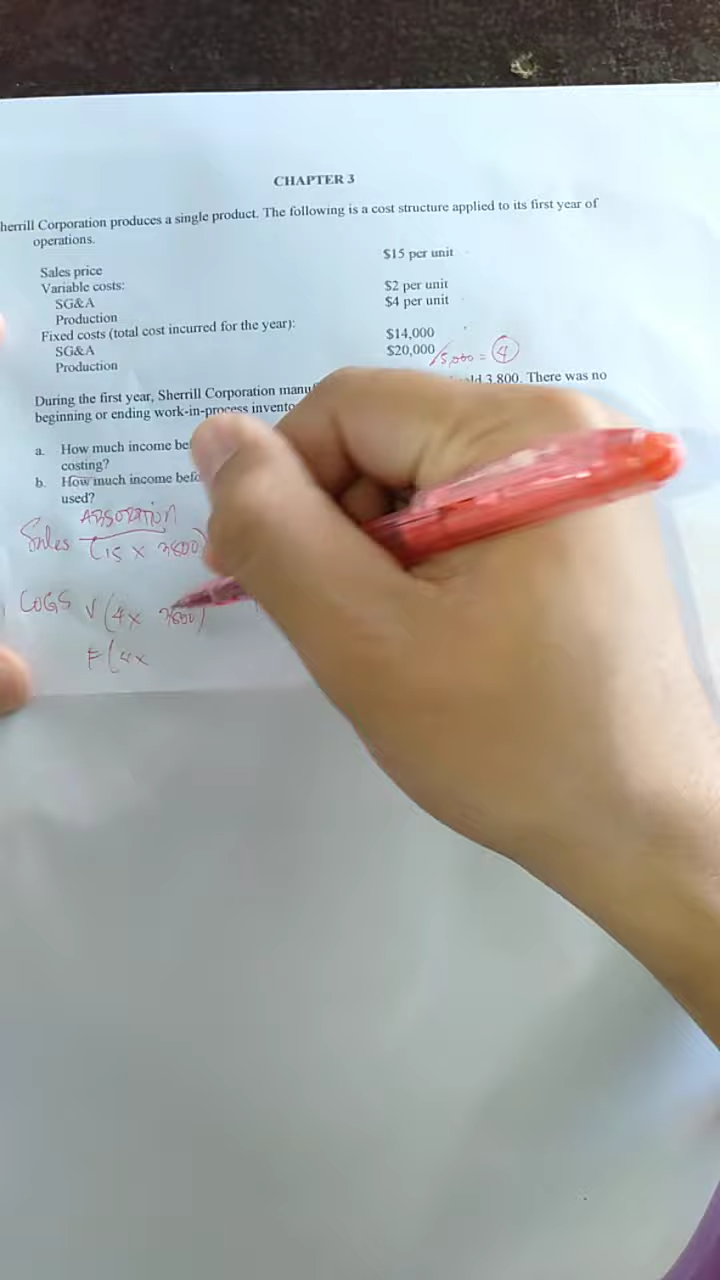 CHAPTER 3
herrill Corporation produces a single product. The following is a cost structure applied to its first year of
operations.
Sales price $15 per unit
Variable costs:
SG&A $2 per unit
Production $4 per unit
Fixed costs (total cost incurred for the year):
SG&A $14,000
Production $20,000 /5,000 = 4
During the first year, Sherrill Corporation manu ld 3,800. There was no
beginning or ending work-in-process invento
a. How much income be
costing?
b. How much income befo
used?
ABSORPTION
Sales (15 x 3800)
COGS V (4x 3800)
F (4x